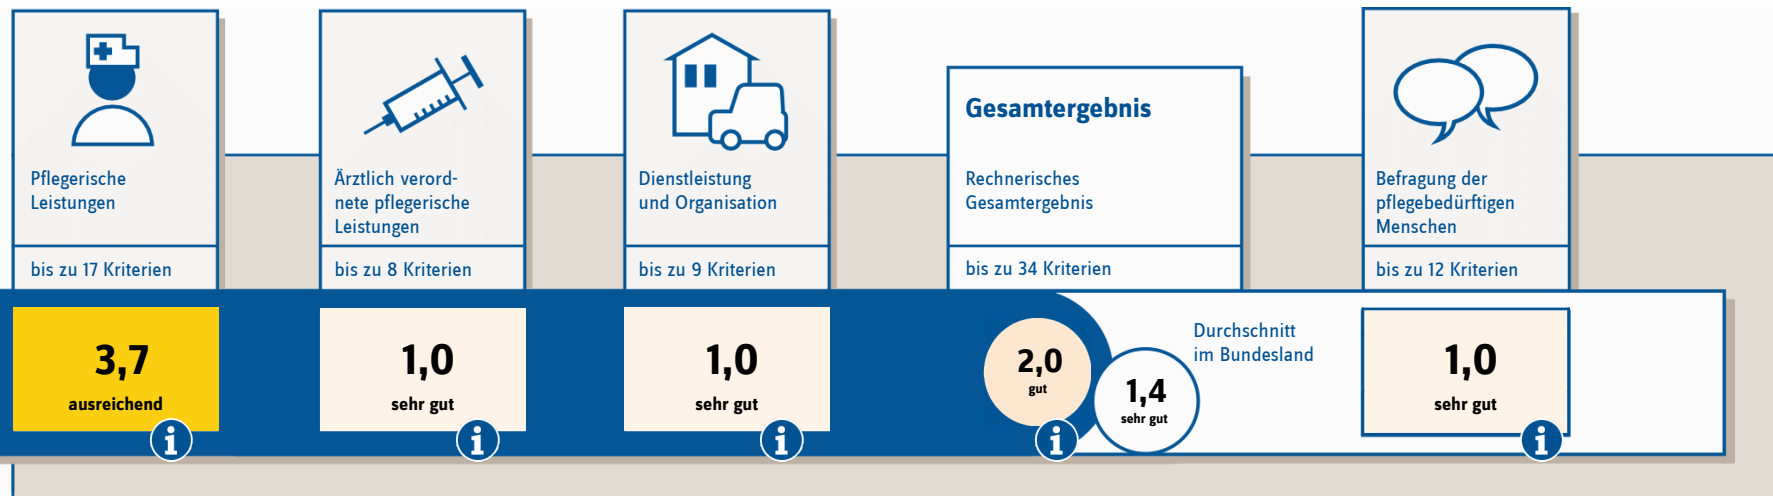 Pflegerische
Leistungen
bis zu 17 Kriterien
3,7
ausreichend
Ärztlich verord-
nete pflegerische
Leistungen
bis zu 8 Kriterien
1,0
sehr gut
Dienstleistung
und Organisation
bis zu 9 Kriterien
1,0
sehr gut
Gesamtergebnis
Rechnerisches
Gesamtergebnis
bis zu 34 Kriterien
2,0
gut
1,4
sehr gut
Durchschnitt
im Bundesland
Befragung der
pflegebedürftigen
Menschen
bis zu 12 Kriterien
1,0
sehr gut